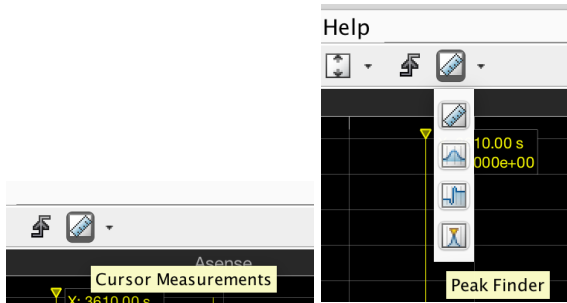 Asense
Cursor Measurements
X: 3610.00 s
Help
10.00 s
000e+00
Peak Finder